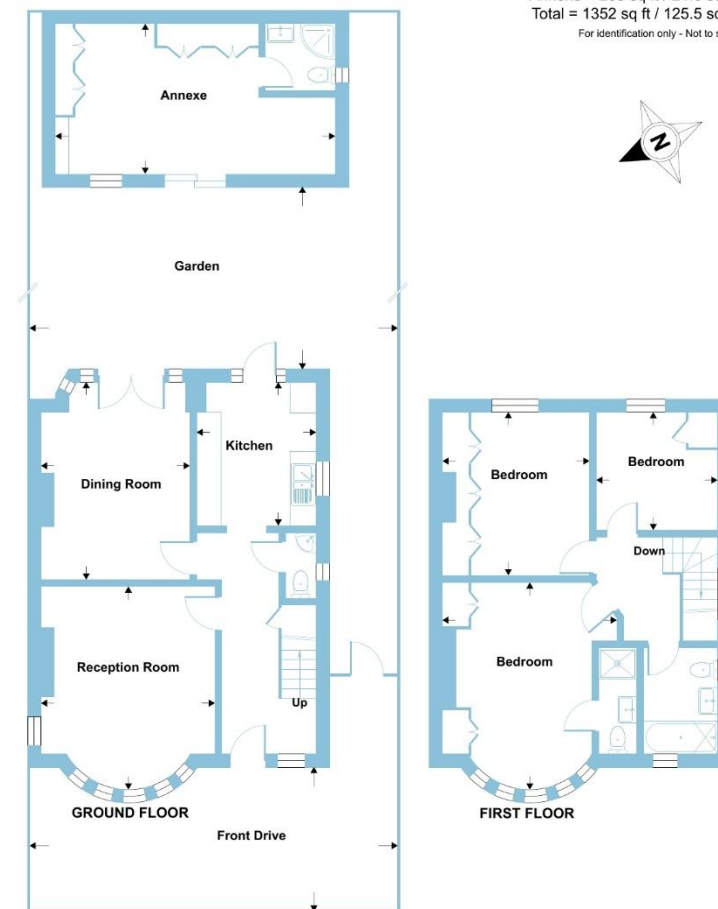 Total = 1352 sq ft / 125.5 sq
For identification only - Not to s
N
Annexe
Garden
Kitchen
Dining Room
Reception Room
Up
GROUND FLOOR
Front Drive
Bedroom
Bedroom
Down
Bedroom
FIRST FLOOR